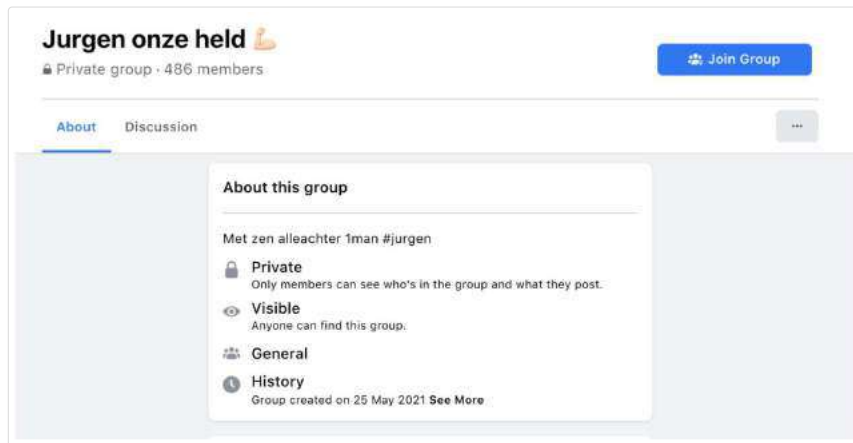 Jurgen onze held 💪🏻
Private group · 486 members
Join Group
About Discussion
...
About this group
Met zen alleachter 1man #jurgen
Private
Only members can see who's in the group and what they post.
Visible
Anyone can find this group.
General
History
Group created on 25 May 2021 See More